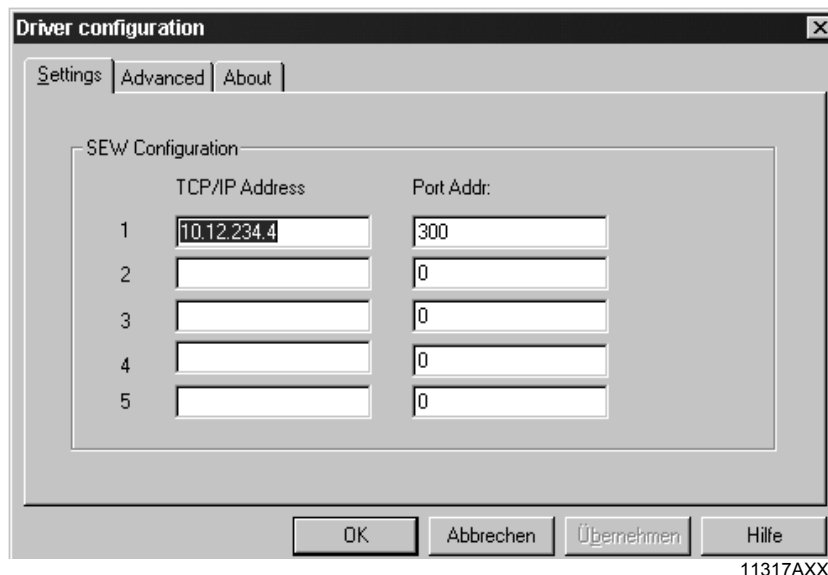 Driver configuration
Settings Advanced About
SEW Configuration
TCP/IP Address Port Addr:
1 10.12.234.4 300
2 0
3 0
4 0
5 0
OK Abbrechen Übernehmen Hilfe
11317AXX